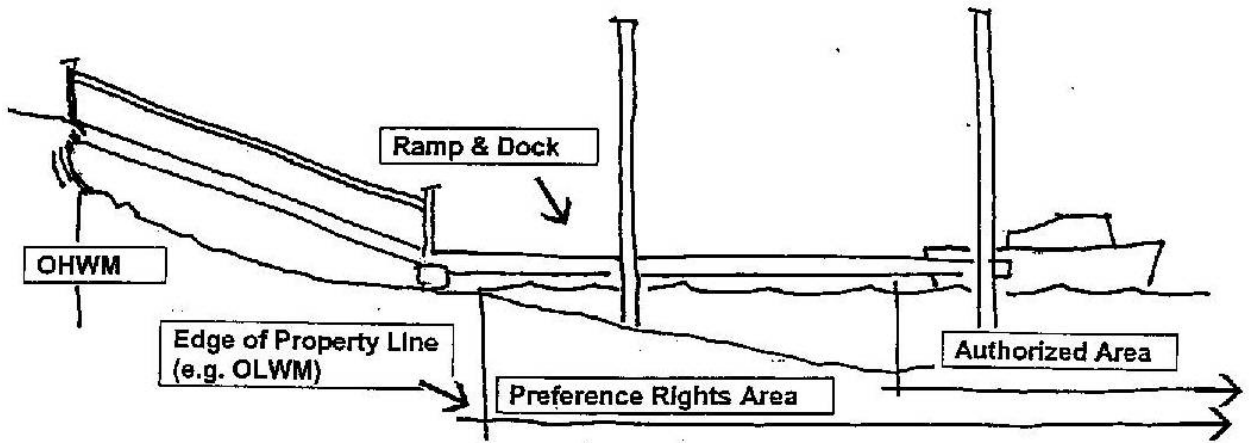 Ramp & Dock
OHWM
Edge of Property Line
(e.g. OLWM)
Authorized Area
Preference Rights Area